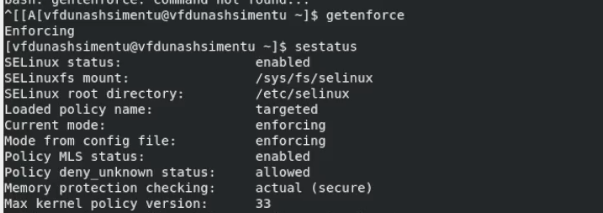 bash: gentenforce: command not found...
^[[A[vfdunashsimentu@vfdunashsimentu ~]$ getenforce
Enforcing
[vfdunashsimentu@vfdunashsimentu ~]$ sestatus
SELinux status:                 enabled
SELinuxfs mount:                /sys/fs/selinux
SELinux root directory:         /etc/selinux
Loaded policy name:             targeted
Current mode:                   enforcing
Mode from config file:          enforcing
Policy MLS status:              enabled
Policy deny_unknown status:     allowed
Memory protection checking:     actual (secure)
Max kernel policy version:      33